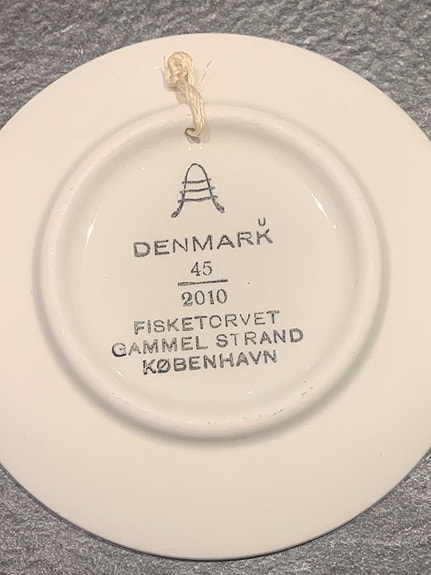 U
DENMARK
45
2010
FISKETORVET
GAMMEL STRAND
KØBENHAVN